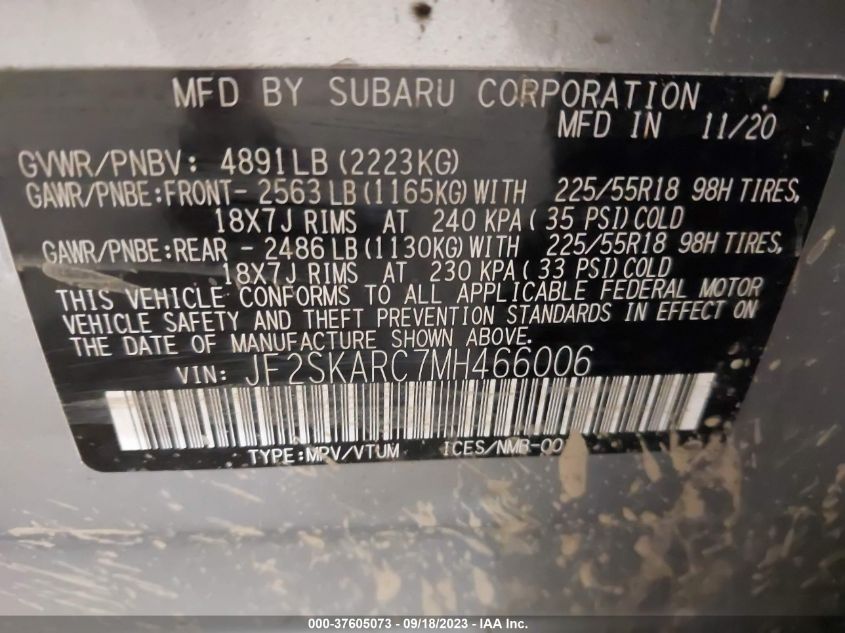 MFD BY SUBARU CORPORATION
MFD IN 11/20
GVWR/PNBV: 4891LB (2223KG)
GAWR/PNBE:FRONT- 2563 LB (1165KG) WITH 225/55R18 98H TIRES,
18X7J RIMS AT 240 KPA ( 35 PSI) COLD
GAWR/PNBE:REAR - 2486 LB (1130KG) WITH 225/55R18 98H TIRES,
18X7J RIMS AT 230 KPA ( 33 PSI) COLD
THIS VEHICLE CONFORMS TO ALL APPLICABLE FEDERAL MOTOR
VEHICLE SAFETY AND THEFT PREVENTION STANDARDS IN EFFECT ON
THE DATE OF MANUFACTURE SHOWN ABOVE.
VIN: JF2SKARC7MH466006
TYPE:MPV/VTUM ICES/NMB-00
000-37605073 - 09/18/2023 - IAA Inc.